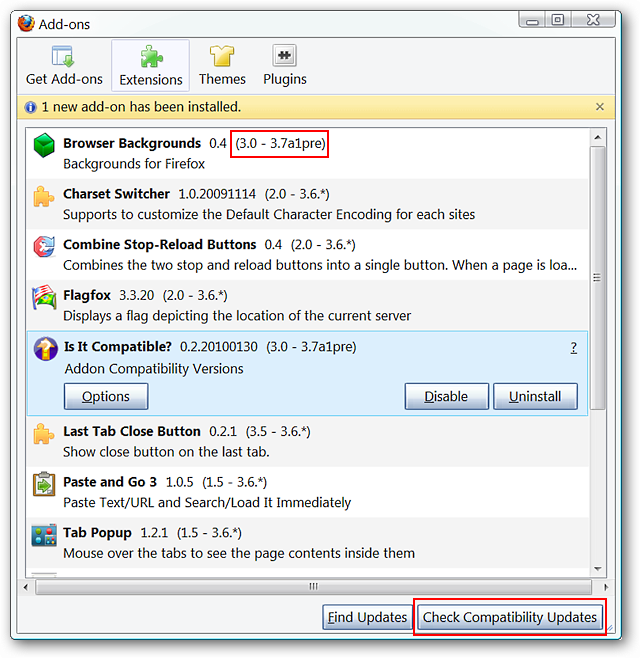 Add-ons
Get Add-ons Extensions Themes Plugins
1 new add-on has been installed.
Browser Backgrounds 0.4 (3.0 - 3.7a1pre)
Backgrounds for Firefox
Charset Switcher 1.0.20091114 (2.0 - 3.6.*)
Supports to customize the Default Character Encoding for each sites
Combine Stop-Reload Buttons 0.4 (2.0 - 3.6.*)
Combines the two stop and reload buttons into a single button. When a page is loa...
Flagfox 3.3.20 (2.0 - 3.6.*)
Displays a flag depicting the location of the current server
Is It Compatible? 0.2.20100130 (3.0 - 3.7a1pre) ?
Addon Compatibility Versions
Options Disable Uninstall
Last Tab Close Button 0.2.1 (3.5 - 3.6.*)
Show close button on the last tab.
Paste and Go 3 1.0.5 (1.5 - 3.6.*)
Paste Text/URL and Search/Load It Immediately
Tab Popup 1.2.1 (1.5 - 3.6.*)
Mouse over the tabs to see the page contents inside them
Find Updates Check Compatibility Updates